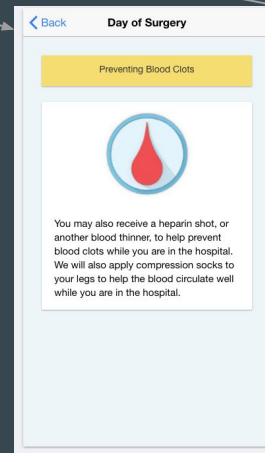 Back
Day of Surgery
Preventing Blood Clots
You may also receive a heparin shot, or
another blood thinner, to help prevent
blood clots while you are in the hospital.
We will also apply compression socks to
your legs to help the blood circulate well
while you are in the hospital.